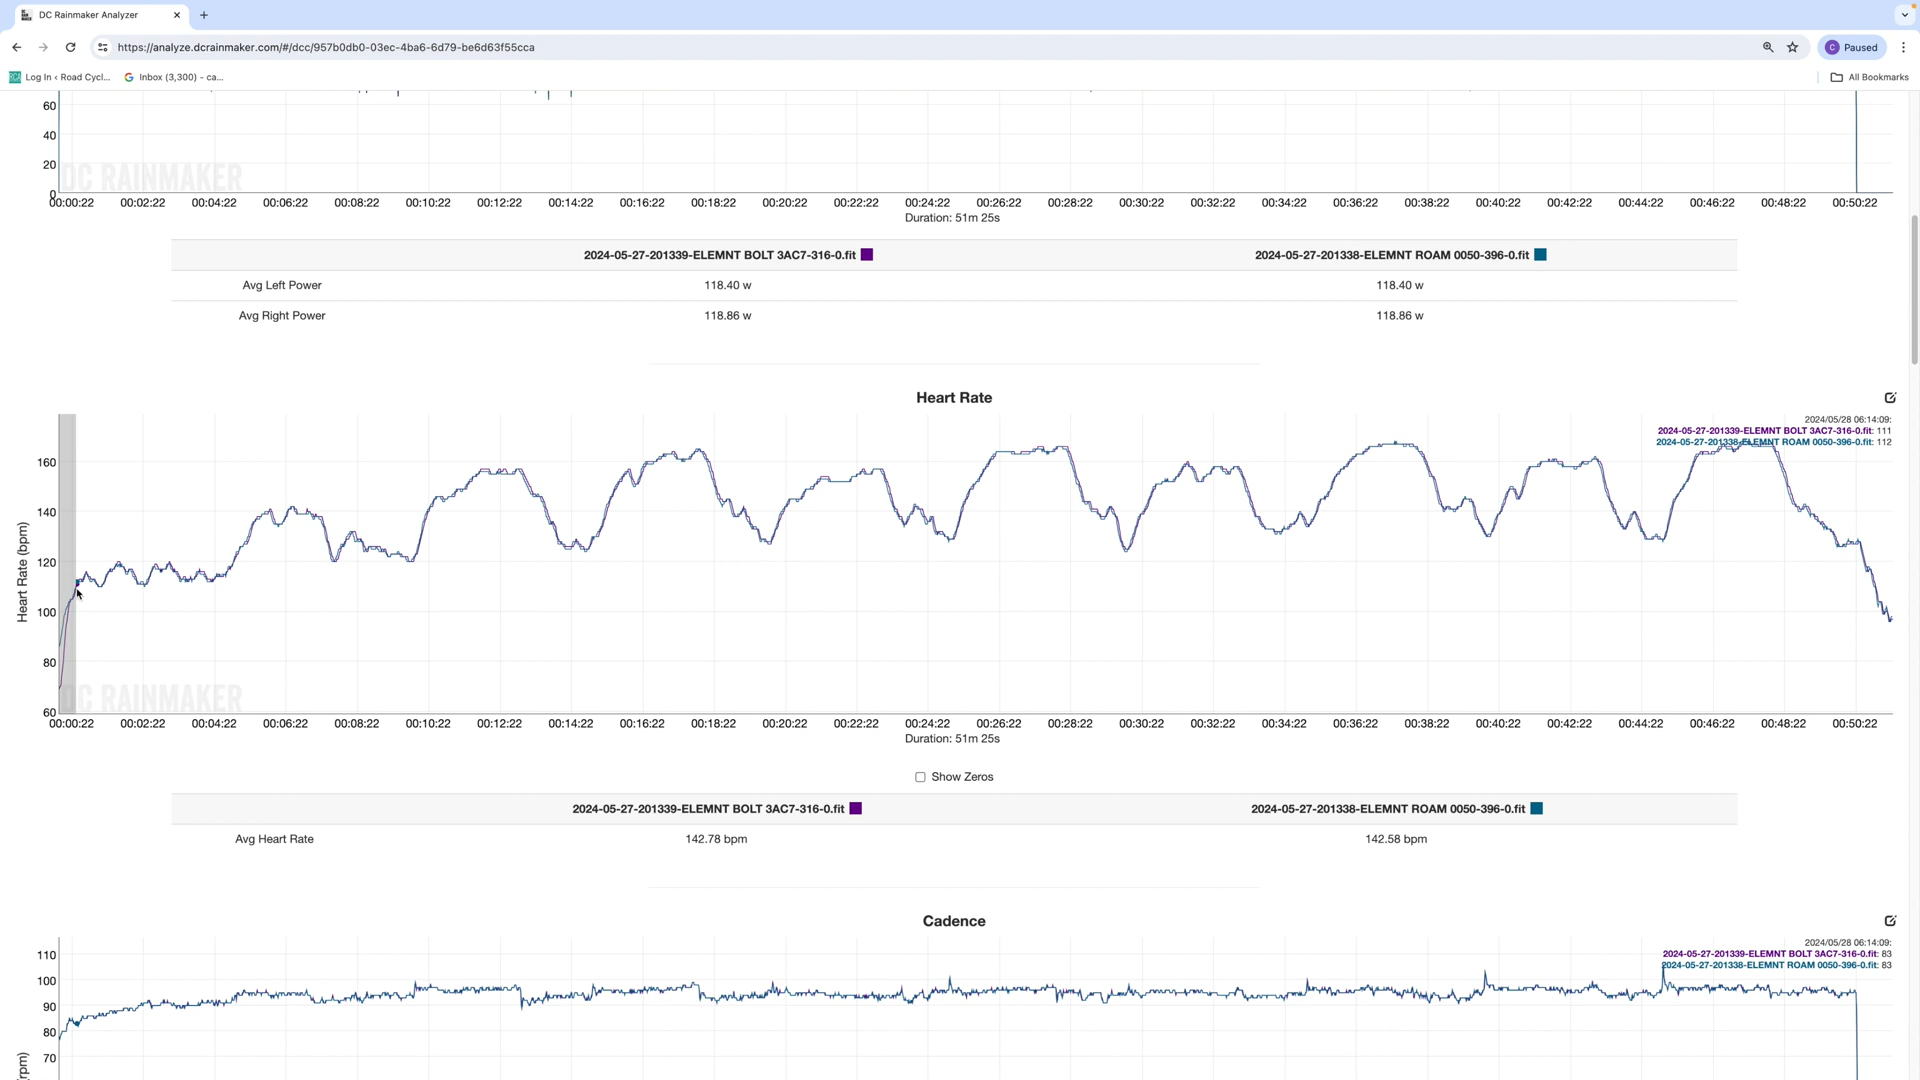 DC Rainmaker Analyzer
https://analyze.dcrainmaker.com/#/dcc/957b0db0-03ec-4ba6-6d79-be6d63f55cca
C Paused
Log In ‹ Road Cycl...
Inbox (3,300) - ca...
All Bookmarks
60
40
20
0
DC RAINMAKER
00:00:22 00:02:22 00:04:22 00:06:22 00:08:22 00:10:22 00:12:22 00:14:22 00:16:22 00:18:22 00:20:22 00:22:22 00:24:22 00:26:22 00:28:22 00:30:22 00:32:22 00:34:22 00:36:22 00:38:22 00:40:22 00:42:22 00:44:22 00:46:22 00:48:22 00:50:22
Duration: 51m 25s
2024-05-27-201339-ELEMNT BOLT 3AC7-316-0.fit 2024-05-27-201338-ELEMNT ROAM 0050-396-0.fit
Avg Left Power 118.40 w 118.40 w
Avg Right Power 118.86 w 118.86 w
Heart Rate
2024/05/28 06:14:09:
2024-05-27-201339-ELEMNT BOLT 3AC7-316-0.fit: 111
2024-05-27-201338-ELEMNT ROAM 0050-396-0.fit: 112
Heart Rate (bpm)
160
140
120
100
80
60
DC RAINMAKER
00:00:22 00:02:22 00:04:22 00:06:22 00:08:22 00:10:22 00:12:22 00:14:22 00:16:22 00:18:22 00:20:22 00:22:22 00:24:22 00:26:22 00:28:22 00:30:22 00:32:22 00:34:22 00:36:22 00:38:22 00:40:22 00:42:22 00:44:22 00:46:22 00:48:22 00:50:22
Duration: 51m 25s
Show Zeros
2024-05-27-201339-ELEMNT BOLT 3AC7-316-0.fit 2024-05-27-201338-ELEMNT ROAM 0050-396-0.fit
Avg Heart Rate 142.78 bpm 142.58 bpm
Cadence
2024/05/28 06:14:09:
2024-05-27-201339-ELEMNT BOLT 3AC7-316-0.fit: 83
2024-05-27-201338-ELEMNT ROAM 0050-396-0.fit: 83
110
100
90
80
70
rpm)